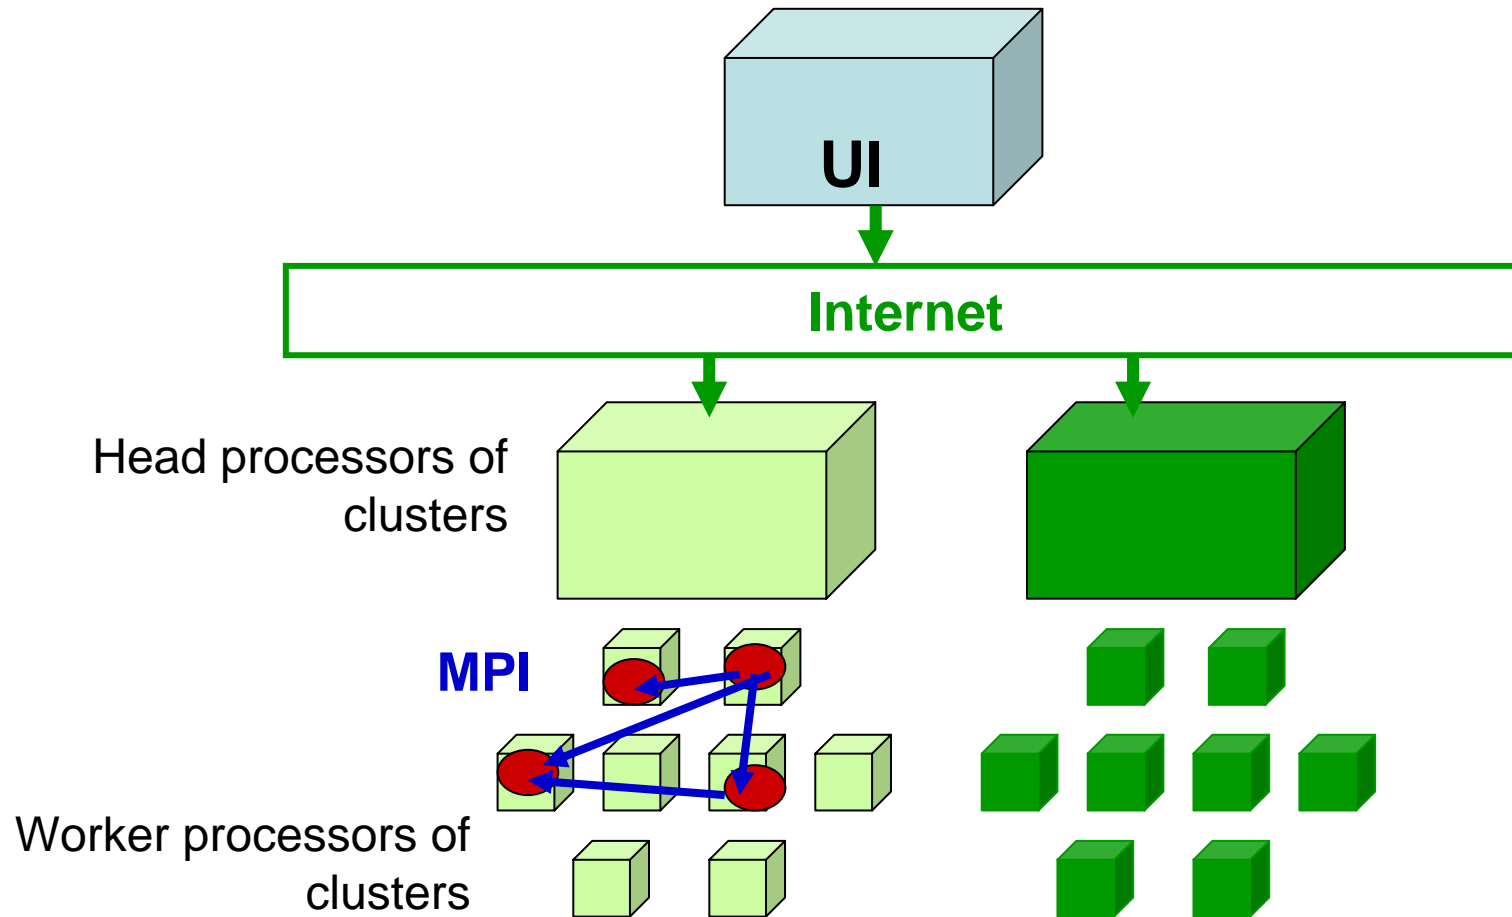 UI
Internet
Head processors of
clusters
MPI
Worker processors of
clusters